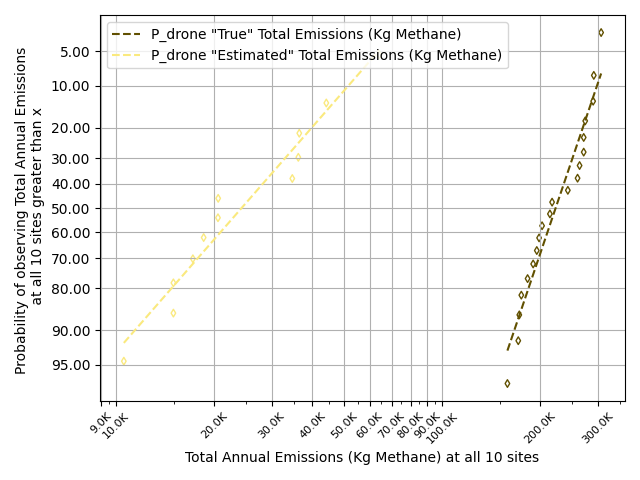 P_drone "True" Total Emissions (Kg Methane)
P_drone "Estimated" Total Emissions (Kg Methane)
Probability of observing Total Annual Emissions
at all 10 sites greater than x
5.00
10.00
20.00
30.00
40.00
50.00
60.00
70.00
80.00
90.00
95.00
9.0K
10.0K
20.0K
30.0K
40.0K
50.0K
60.0K
70.0K
80.0K
90.0K
100.0K
200.0K
300.0K
Total Annual Emissions (Kg Methane) at all 10 sites